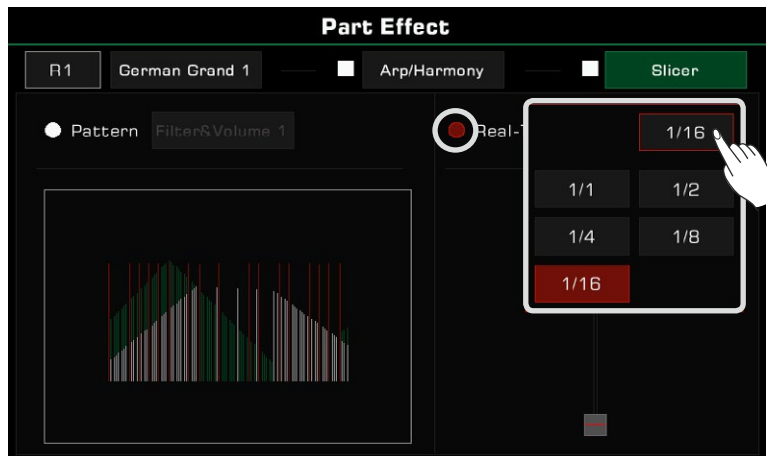 Part Effect
R1 German Grand 1 Arp/Harmony Slicer
Pattern Filter&Volume 1 Real-T
1/16
1/1 1/2
1/4 1/8
1/16